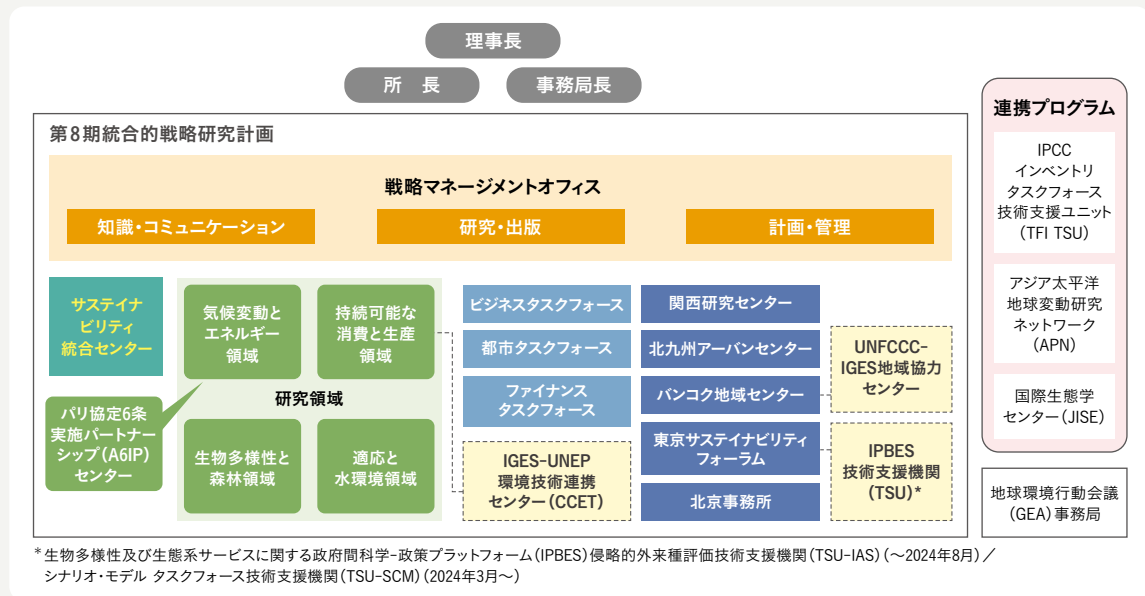 理事長
所　長
事務局長
第8期統合的戦略研究計画
戦略マネージメントオフィス
知識・コミュニケーション
研究・出版
計画・管理
サステイナ
ビリティ
統合センター
気候変動と
エネルギー
領域
持続可能な
消費と生産
領域
研究領域
パリ協定6条
実施パートナー
シップ(A6IP)
センター
生物多様性と
森林領域
適応と
水環境領域
ビジネスタスクフォース
都市タスクフォース
ファイナンス
タスクフォース
IGES-UNEP
環境技術連携
センター(CCET)
関西研究センター
北九州アーバンセンター
バンコク地域センター
東京サステイナビリティ
フォーラム
北京事務所
UNFCCC-
IGES地域協力
センター
IPBES
技術支援機関
(TSU)*
連携プログラム
IPCC
インベントリ
タスクフォース
技術支援ユニット
(TFI TSU)
アジア太平洋
地球変動研究
ネットワーク
(APN)
国際生態学
センター(JISE)
地球環境行動会議
(GEA)事務局
*生物多様性及び生態系サービスに関する政府間科学-政策プラットフォーム(IPBES)侵略的外来種評価技術支援機関(TSU-IAS)(～2024年8月)／
シナリオ・モデル タスクフォース技術支援機関(TSU-SCM)(2024年3月～)